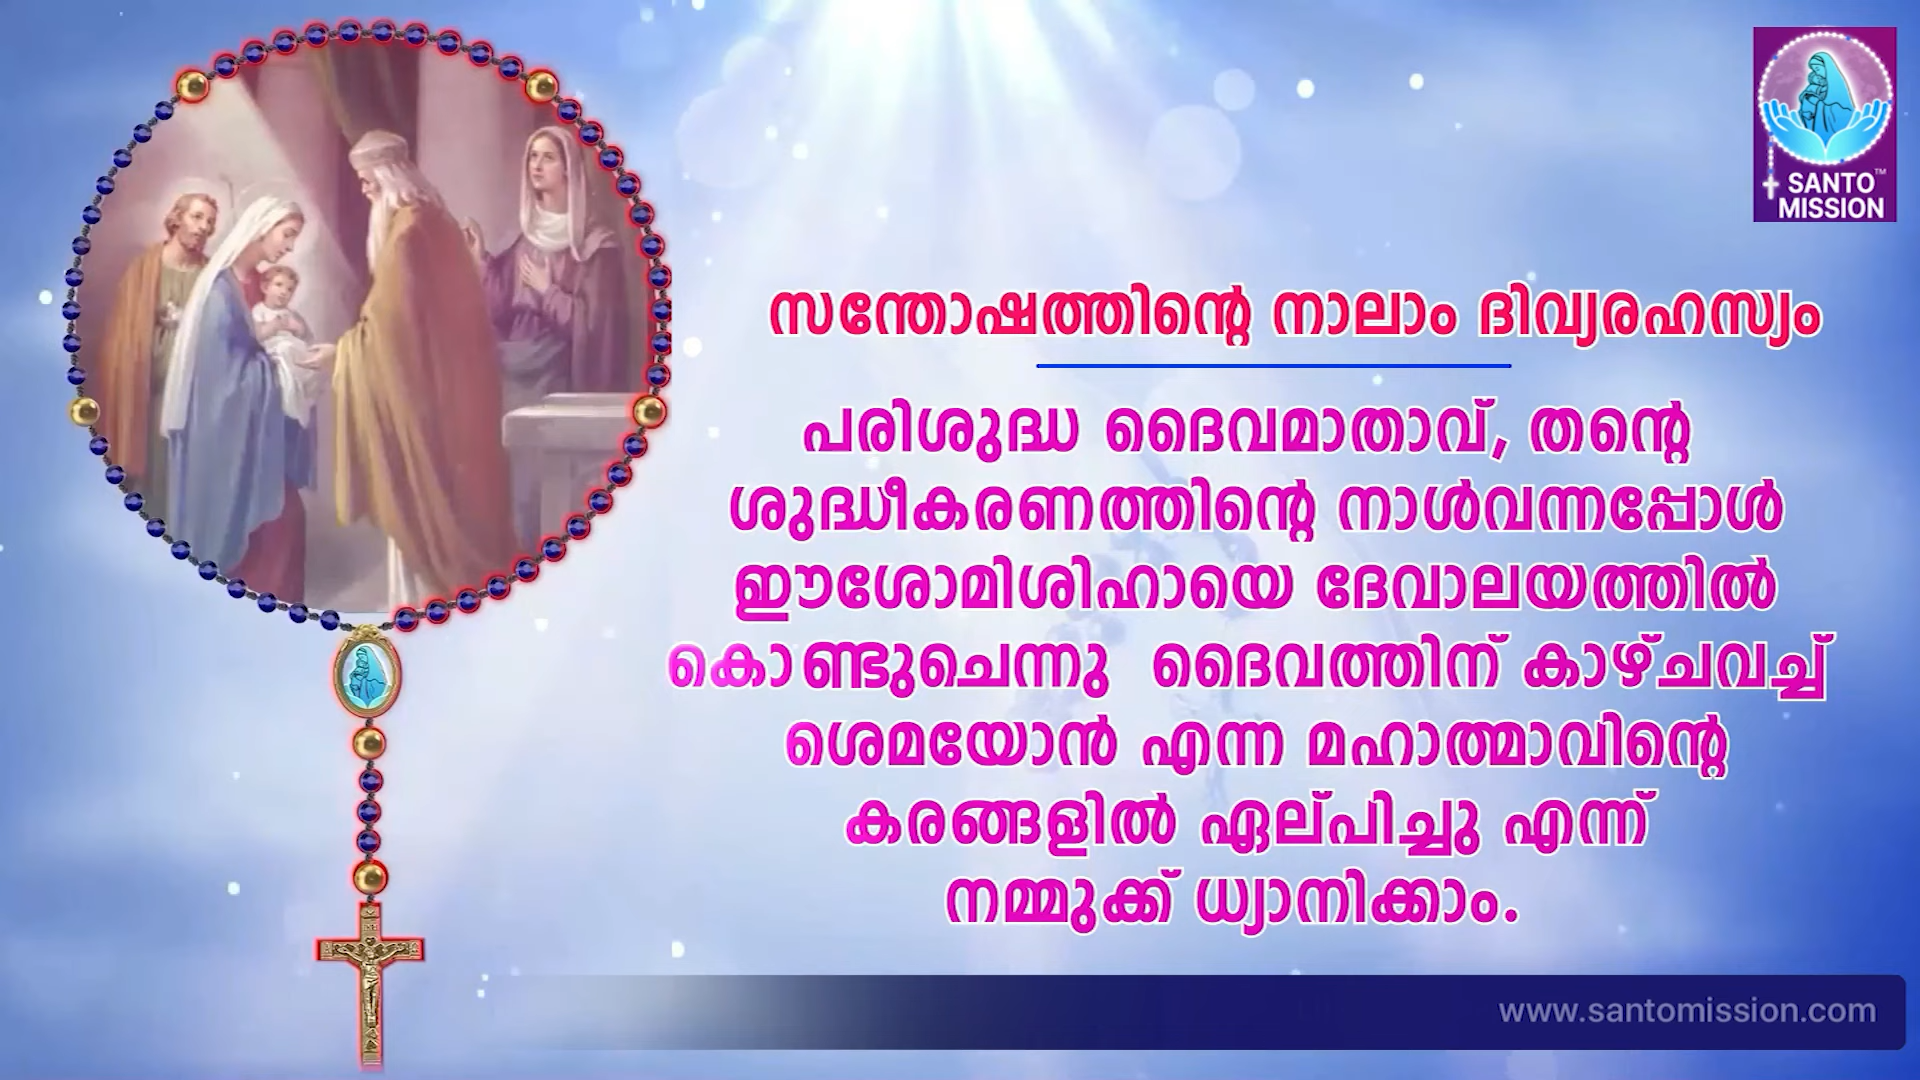 SANTO™
MISSION
സന്തോഷത്തിന്റെ നാലാം ദിവ്യരഹസ്യം
പരിശുദ്ധ ദൈവമാതാവ്, തന്റെ
ശുദ്ധീകരണത്തിന്റെ നാൾവന്നപ്പോൾ
ഈശോമിശിഹായെ ദേവാലയത്തിൽ
കൊണ്ടുചെന്നു ദൈവത്തിന് കാഴ്ചവച്ച്
ശെമയോൻ എന്ന മഹാത്മാവിന്റെ
കരങ്ങളിൽ ഏല്പിച്ചു എന്ന്
നമ്മുക്ക് ധ്യാനിക്കാം.
www.santomission.com